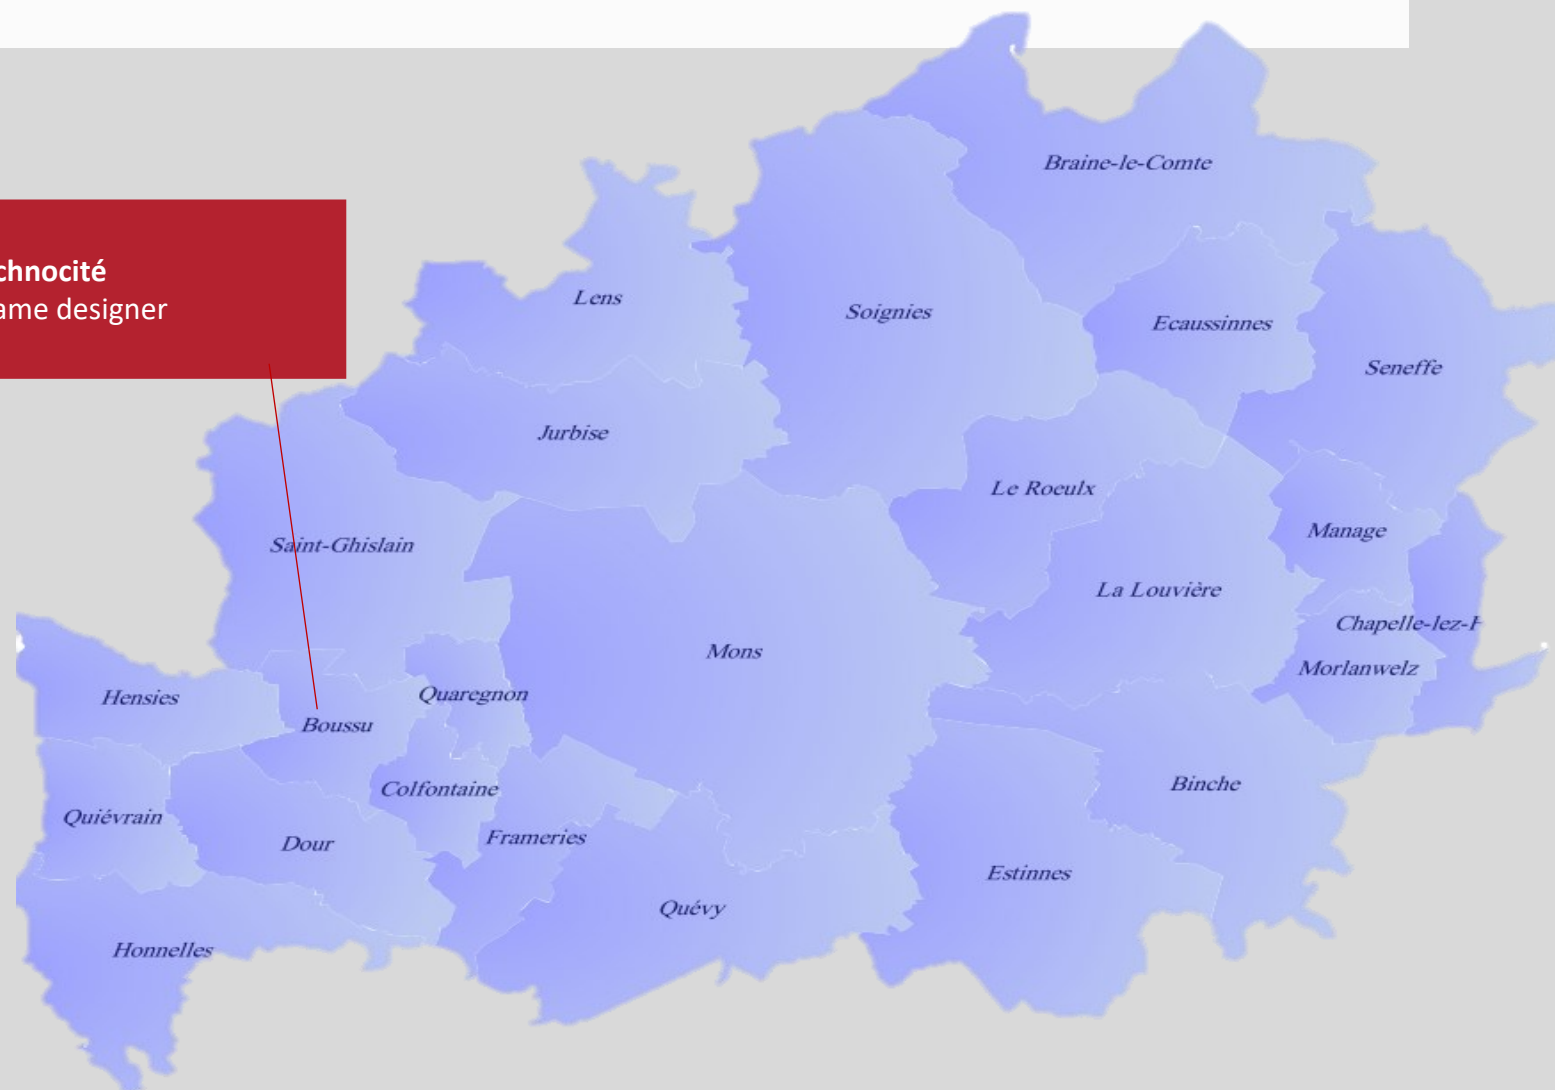 Braine-le-Comte
chnocité
ame designer
Lens
Soignies
Ecaussinnes
Seneffe
Jurbise
Le Roeulx
Manage
Saint-Ghislain
La Louvière
Chapelle-lez-H
Mons
Morlanwelz
Hensies
Quaregnon
Boussu
Colfontaine
Binche
Quiévrain
Dour
Frameries
Estinnes
Quévy
Honnelles